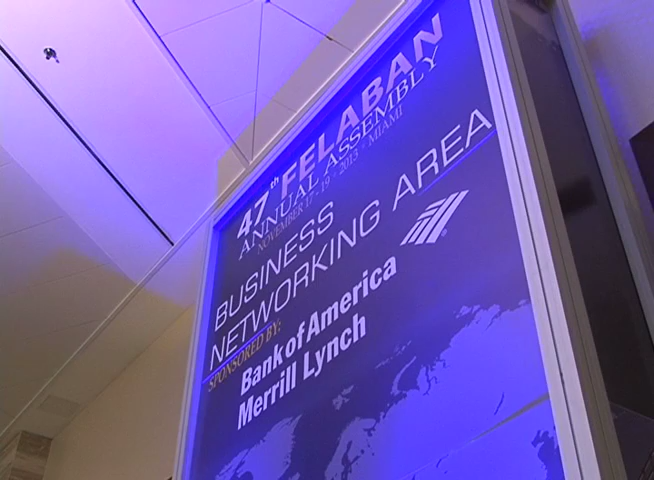 47th FELABAN
ANNUAL ASSEMBLY
NOVEMBER 17 - 19 · 2013 · MIAMI
BUSINESS
NETWORKING AREA
SPONSORED BY:
Bank of America
Merrill Lynch